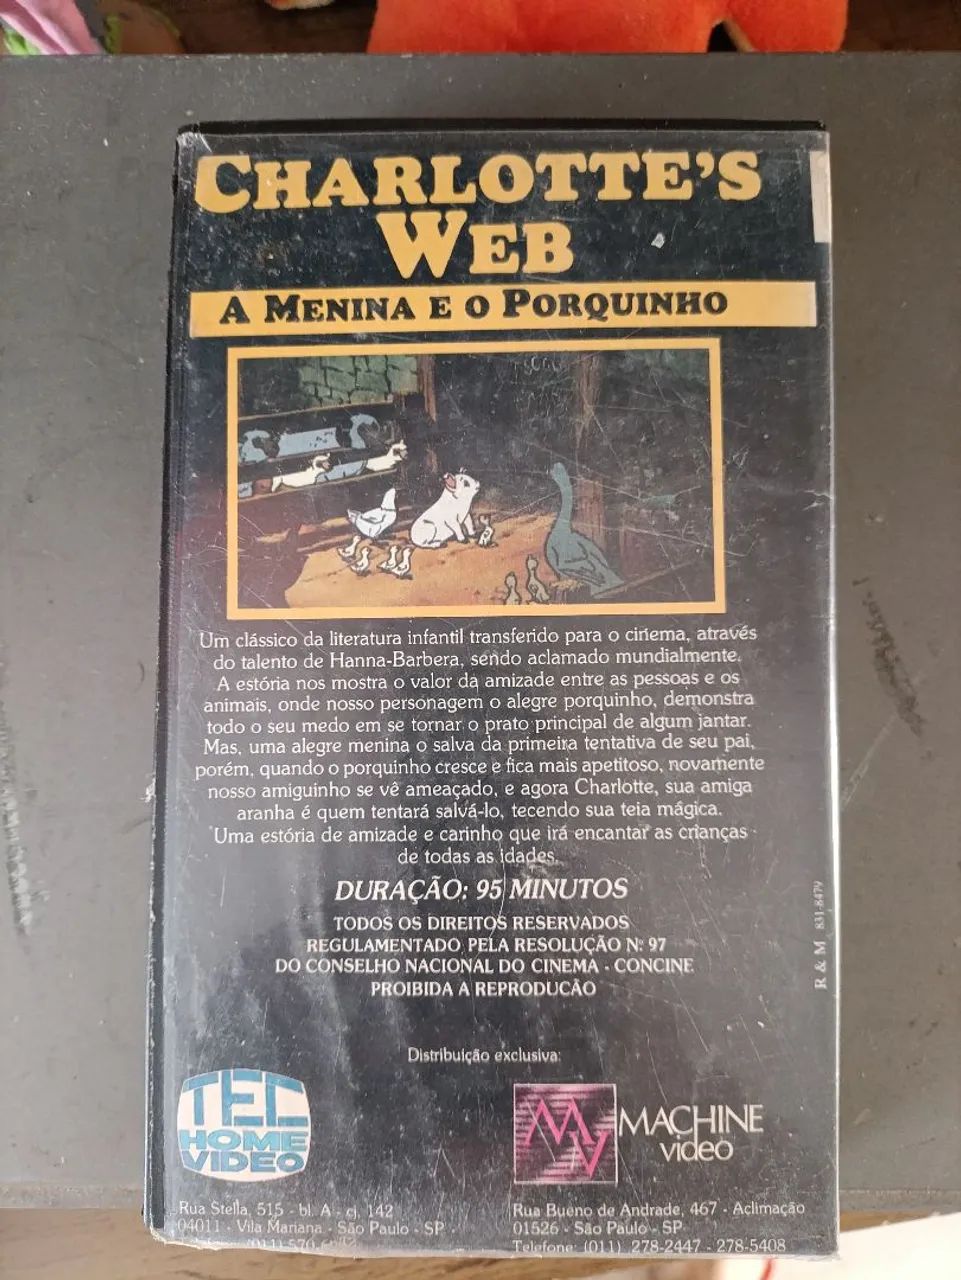 CHARLOTTE'S
WEB
A MENINA E O PORQUINHO
Um clássico da literatura infantil transferido para o cinema, através
do talento de Hanna-Barbera, sendo aclamado mundialmente.
A estória nos mostra o valor da amizade entre as pessoas e os
animais, onde nosso personagem o alegre porquinho, demonstra
todo o seu medo em se tornar o prato principal de algum jantar.
Mas, uma alegre menina o salva da primeira tentativa de seu pai,
porém, quando o porquinho cresce e fica mais apetitoso, novamente
nosso amiguinho se vê ameaçado, e agora Charlotte, sua amiga
aranha é quem tentará salvá-lo, tecendo sua teia mágica.
Uma estória de amizade e carinho que irá encantar as crianças
de todas as idades.
DURAÇÃO: 95 MINUTOS
TODOS OS DIREITOS RESERVADOS
REGULAMENTADO PELA RESOLUÇÃO Nº 97
DO CONSELHO NACIONAL DO CINEMA - CONCINE
PROIBIDA A REPRODUCÃO
R & M 831-8479
Distribuição exclusiva:
TEC
HOME
VIDEO
MV
MACHINE
video
Rua Stella, 515 - bl. A - cj. 142
04011 - Vila Mariana - São Paulo - SP
(011) 570
Rua Bueno de Andrade, 467 - Aclimação
01526 - São Paulo - SP
Telefone: (011) 278-2447 - 278-5408